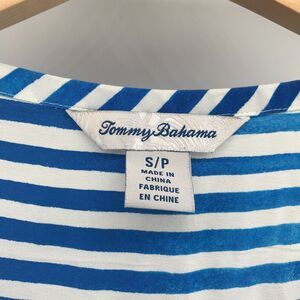 Tommy Bahama
S/P
MADE IN
CHINA
FABRIQUE
EN CHINE